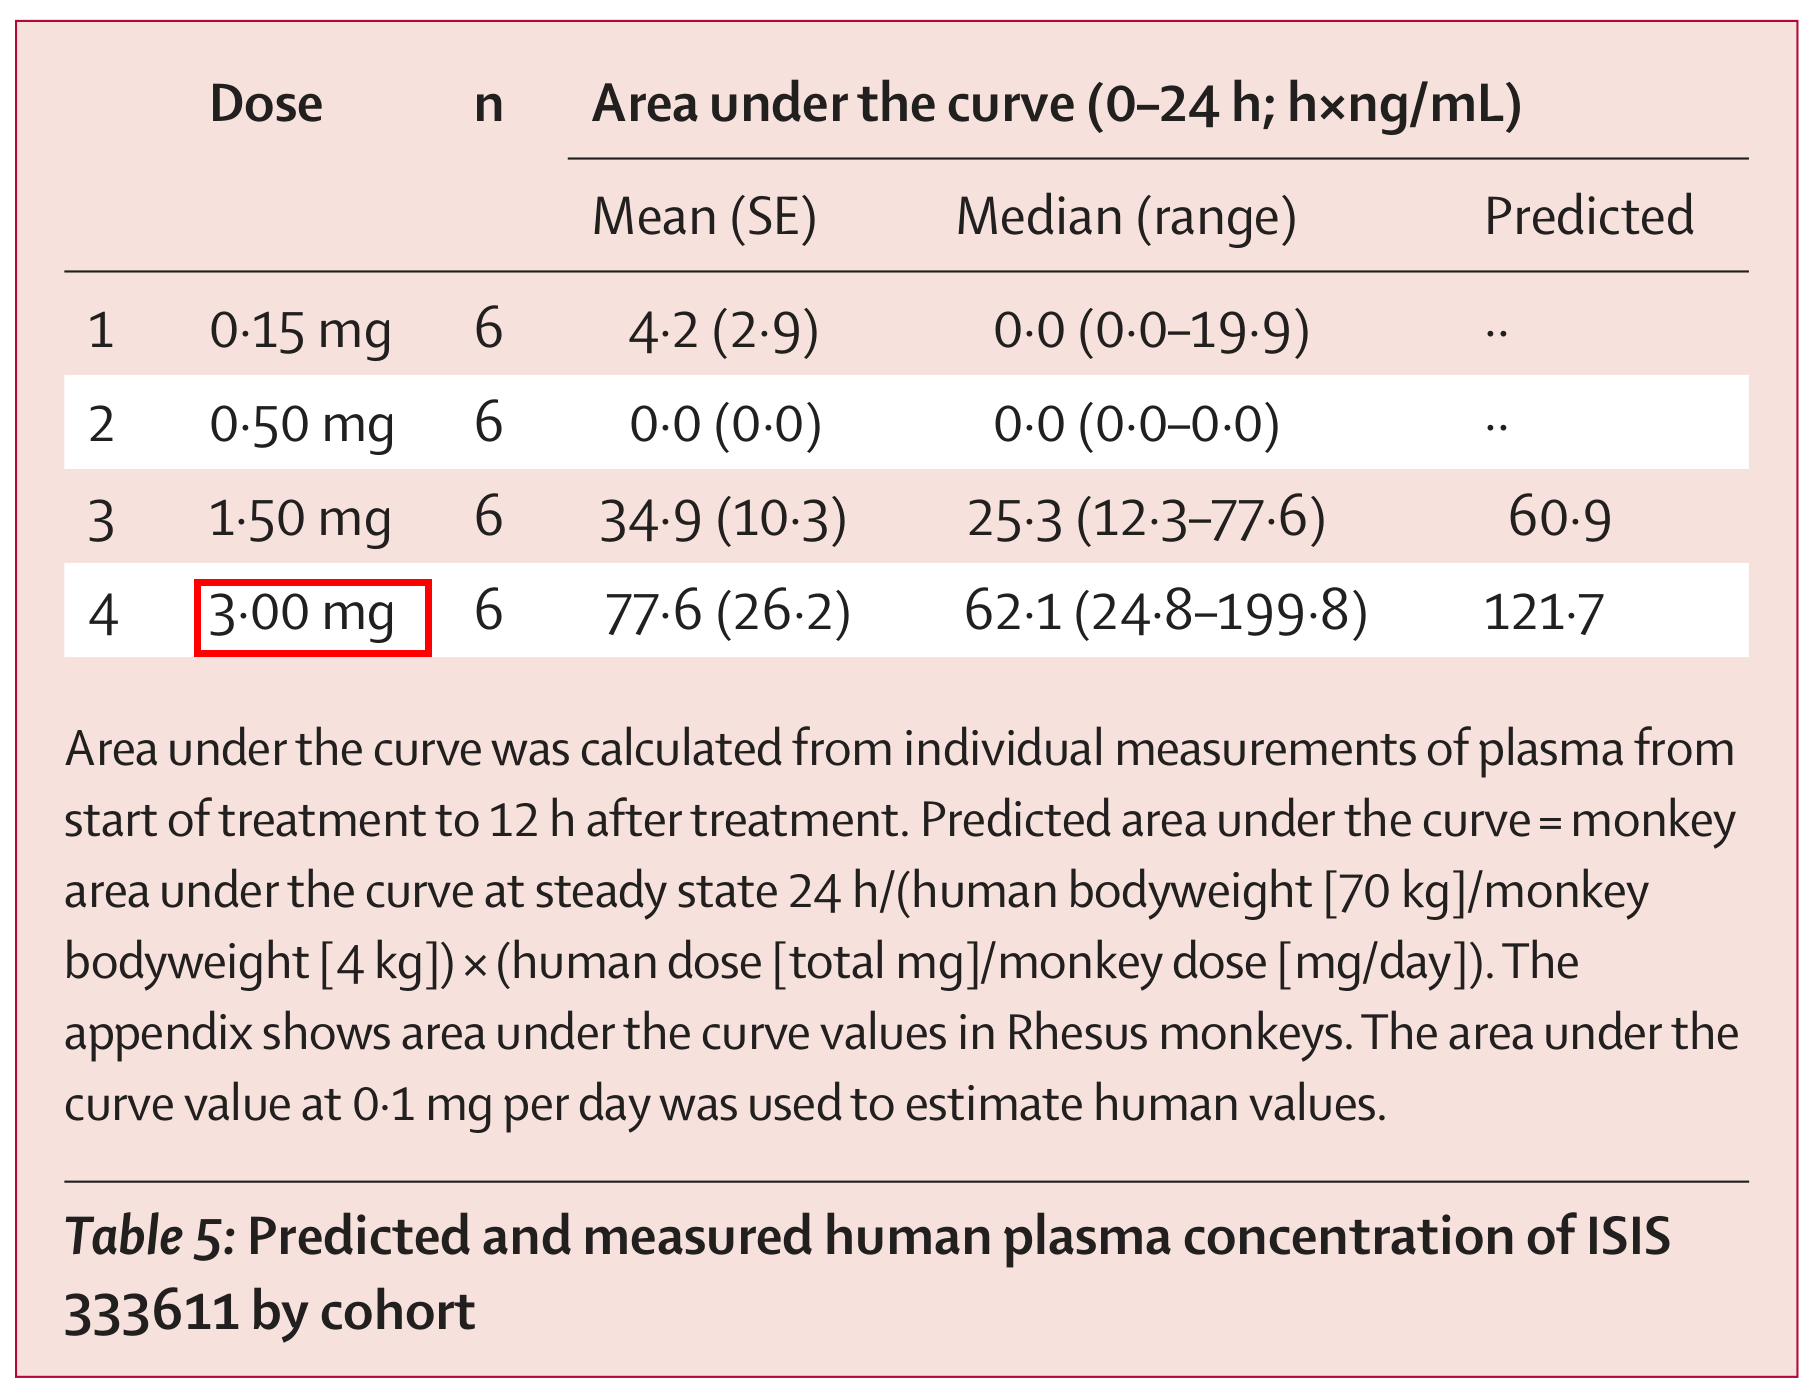 Dose n Area under the curve (0–24 h; h×ng/mL)
Mean (SE) Median (range) Predicted
1 0·15 mg 6 4·2 (2·9) 0·0 (0·0–19·9) ··
2 0·50 mg 6 0·0 (0·0) 0·0 (0·0–0·0) ··
3 1·50 mg 6 34·9 (10·3) 25·3 (12·3–77·6) 60·9
4 3·00 mg 6 77·6 (26·2) 62·1 (24·8–199·8) 121·7
Area under the curve was calculated from individual measurements of plasma from
start of treatment to 12 h after treatment. Predicted area under the curve = monkey
area under the curve at steady state 24 h/(human bodyweight [70 kg]/monkey
bodyweight [4 kg]) × (human dose [total mg]/monkey dose [mg/day]). The
appendix shows area under the curve values in Rhesus monkeys. The area under the
curve value at 0·1 mg per day was used to estimate human values.
Table 5: Predicted and measured human plasma concentration of ISIS
333611 by cohort